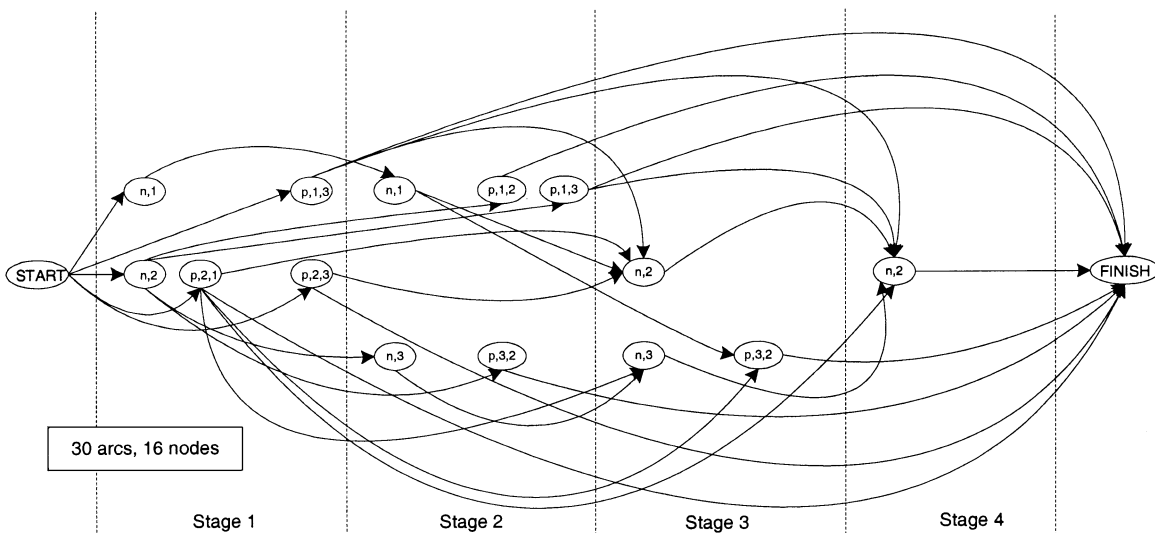 n,1
p,1,3
n,1
p,1,2
p,1,3
START
n,2
p,2,1
p,2,3
n,2
n,2
FINISH
n,3
p,3,2
n,3
p,3,2
30 arcs, 16 nodes
Stage 1
Stage 2
Stage 3
Stage 4